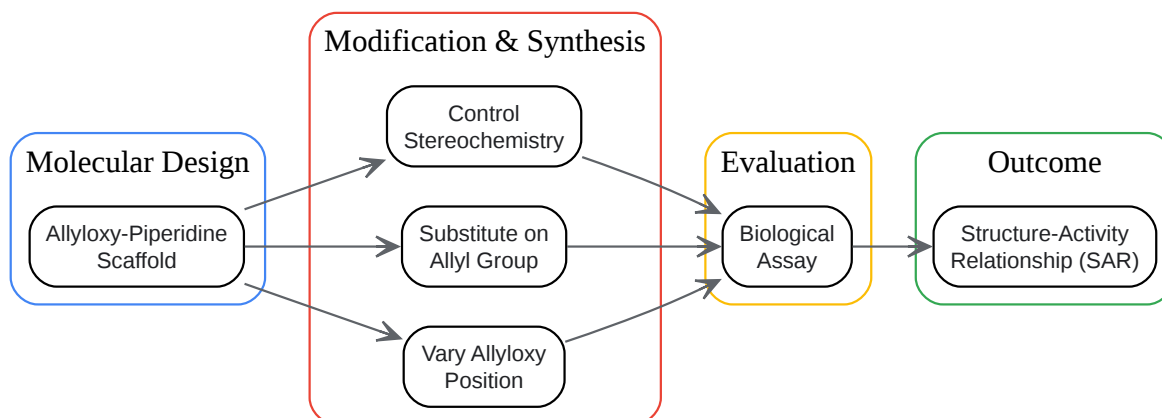 Molecular Design
Allyloxy-Piperidine
Scaffold
Modification & Synthesis
Control
Stereochemistry
Substitute on
Allyl Group
Vary Allyloxy
Position
Evaluation
Biological
Assay
Outcome
Structure-Activity
Relationship (SAR)